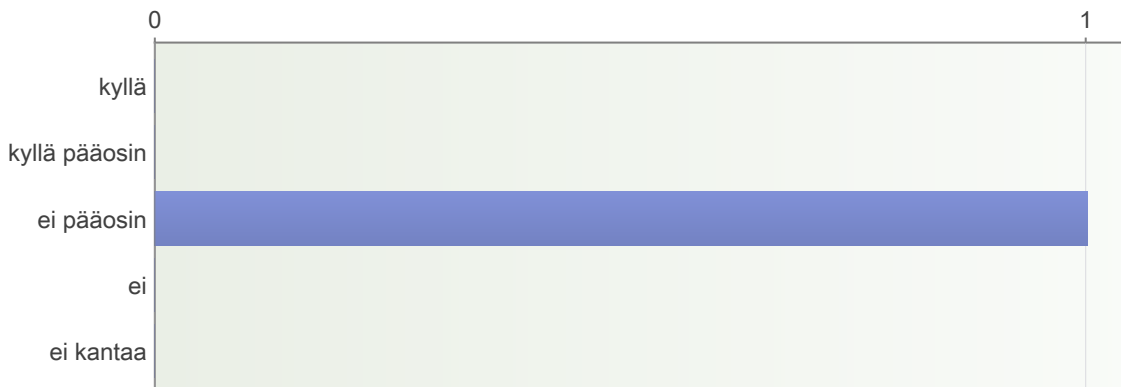 0 1
kyllä
kyllä pääosin
ei pääosin
ei
ei kantaa